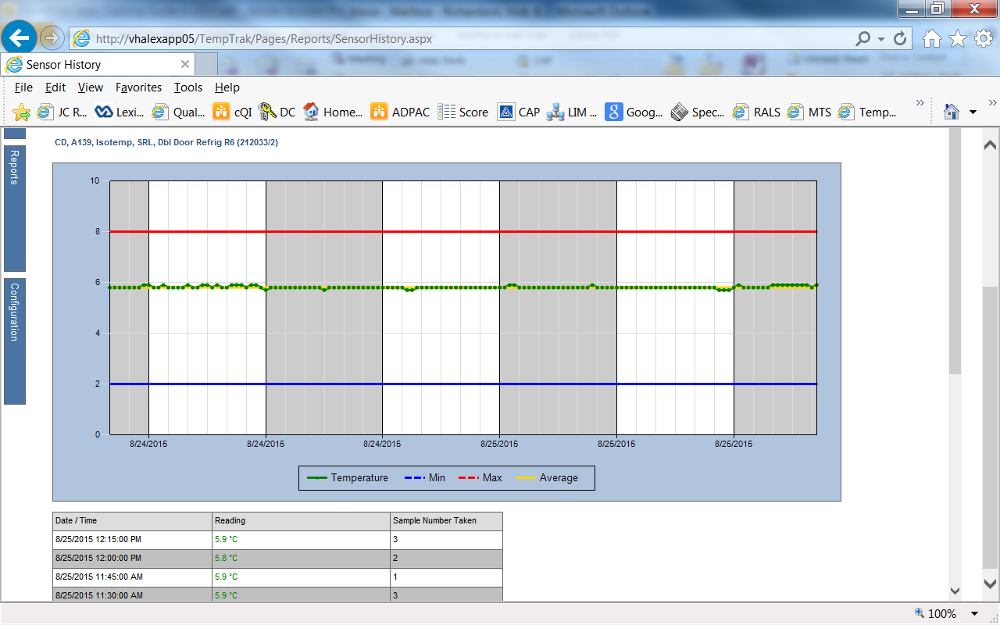 http://vhalexapp05/TempTrak/Pages/Reports/SensorHistory.aspx
Sensor History
File Edit View Favorites Tools Help
JC R... Lexi... Qual... cQI DC Home... ADPAC Score CAP LIM ... Goog... Spec... RALS MTS Temp...
Reports
Configuration
CD, A139, Isotemp, SRL, Dbl Door Refrig R6 (212033/2)
10
8
6
4
2
0
8/24/2015 8/24/2015 8/24/2015 8/25/2015 8/25/2015 8/25/2015
Temperature Min Max Average
Date / Time Reading Sample Number Taken
8/25/2015 12:15:00 PM 5.9 °C 3
8/25/2015 12:00:00 PM 5.8 °C 2
8/25/2015 11:45:00 AM 5.9 °C 1
8/25/2015 11:30:00 AM 5.9 °C 3
100%